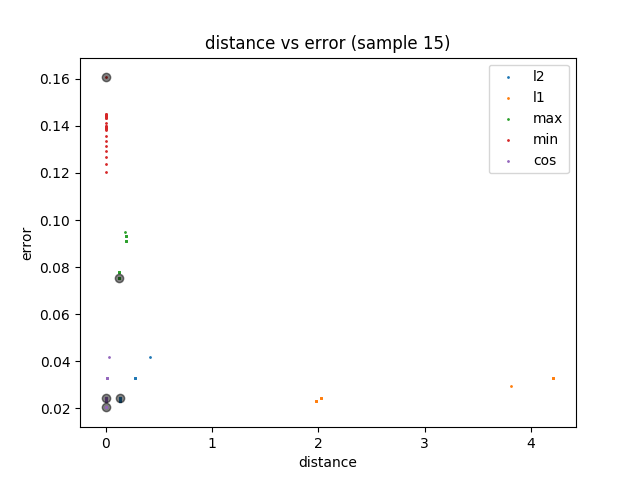 distance vs error (sample 15)
0.16
0.14
0.12
0.10
0.08
0.06
0.04
0.02
error
l2
l1
max
min
cos
0 1 2 3 4
distance